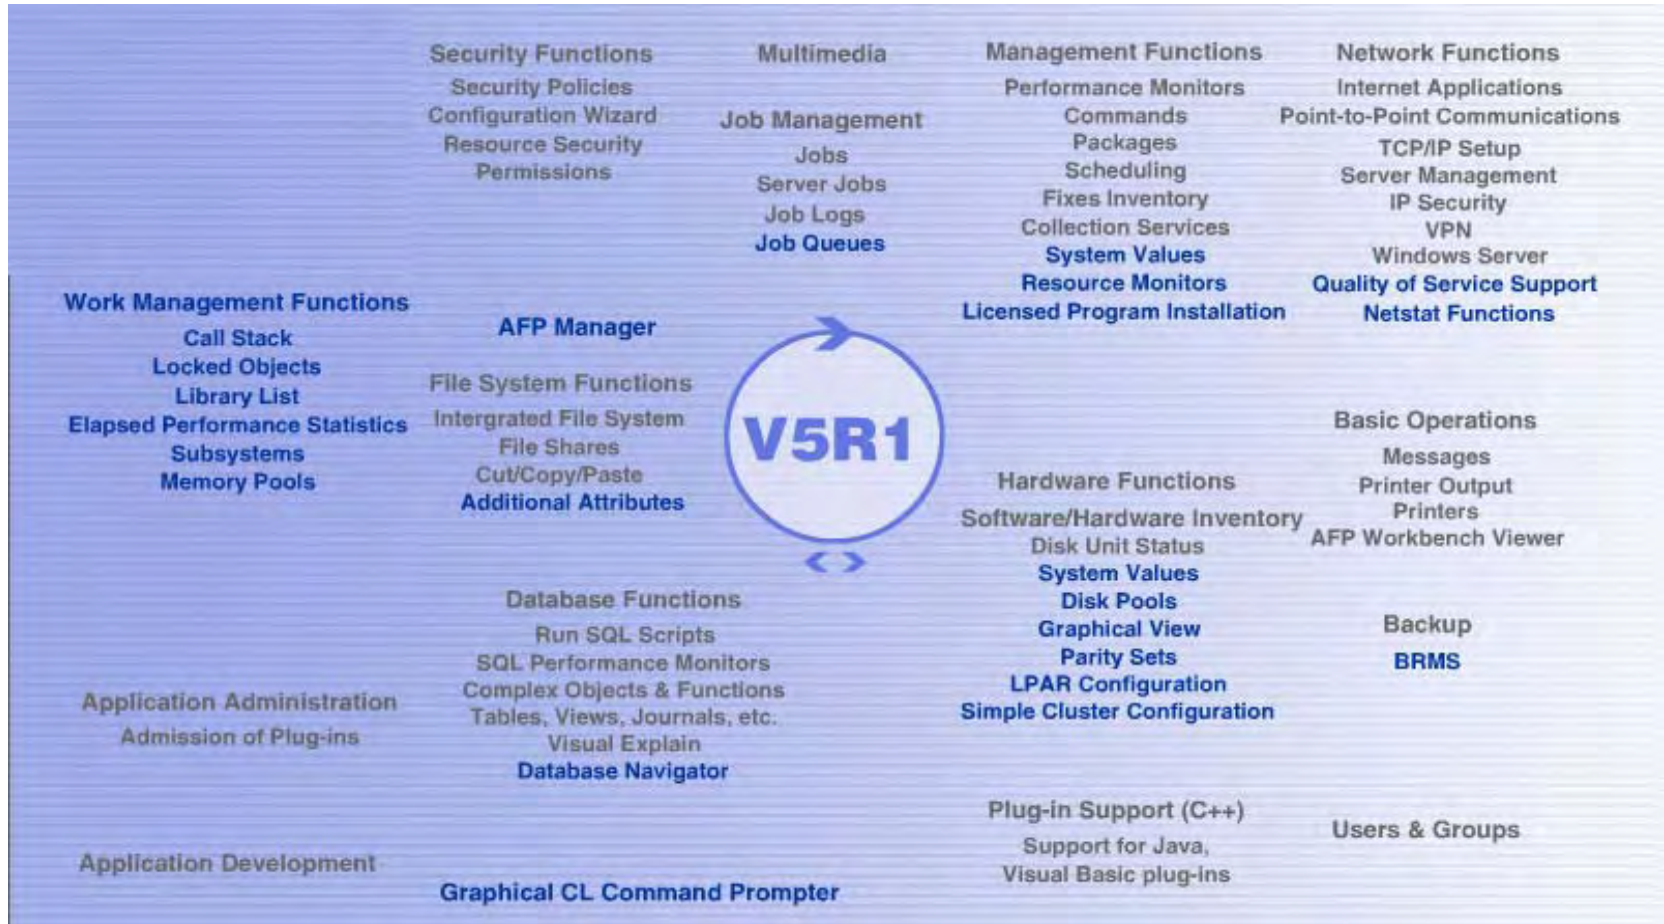 Security Functions
Security Policies
Configuration Wizard
Resource Security
Permissions
Multimedia
Job Management
Jobs
Server Jobs
Job Logs
Job Queues
Management Functions
Performance Monitors
Commands
Packages
Scheduling
Fixes Inventory
Collection Services
System Values
Resource Monitors
Licensed Program Installation
Network Functions
Internet Applications
Point-to-Point Communications
TCP/IP Setup
Server Management
IP Security
VPN
Windows Server
Quality of Service Support
Netstat Functions
Work Management Functions
Call Stack
Locked Objects
Library List
Elapsed Performance Statistics
Subsystems
Memory Pools
AFP Manager
File System Functions
Intergrated File System
File Shares
Cut/Copy/Paste
Additional Attributes
V5R1
Hardware Functions
Software/Hardware Inventory
Disk Unit Status
System Values
Disk Pools
Graphical View
Parity Sets
LPAR Configuration
Simple Cluster Configuration
Basic Operations
Messages
Printer Output
Printers
AFP Workbench Viewer
Backup
BRMS
Database Functions
Run SQL Scripts
SQL Performance Monitors
Complex Objects & Functions
Tables, Views, Journals, etc.
Visual Explain
Database Navigator
Application Administration
Admission of Plug-ins
Application Development
Graphical CL Command Prompter
Plug-in Support (C++)
Support for Java,
Visual Basic plug-ins
Users & Groups